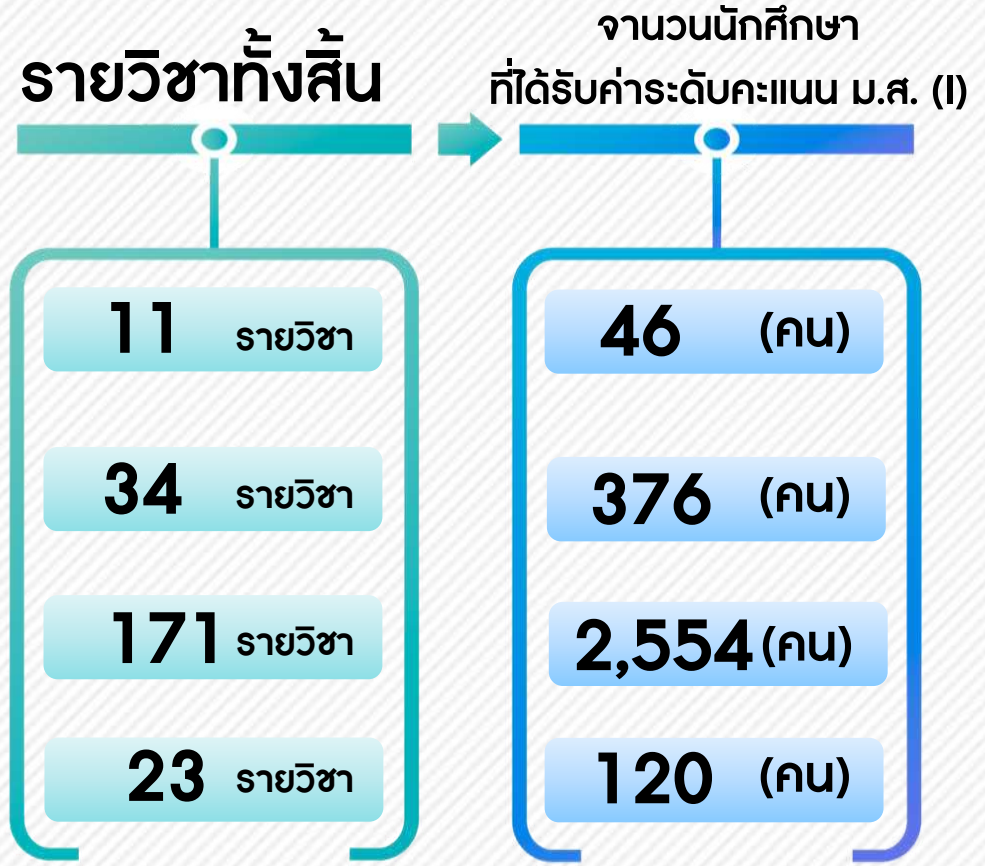 รายวิชาทั้งสิ้น
จานวนนักศึกษา
ที่ได้รับค่าระดับคะแนน ม.ส. (I)
11 รายวิชา
46 (คน)
34 รายวิชา
376 (คน)
171 รายวิชา
2,554 (คน)
23 รายวิชา
120 (คน)